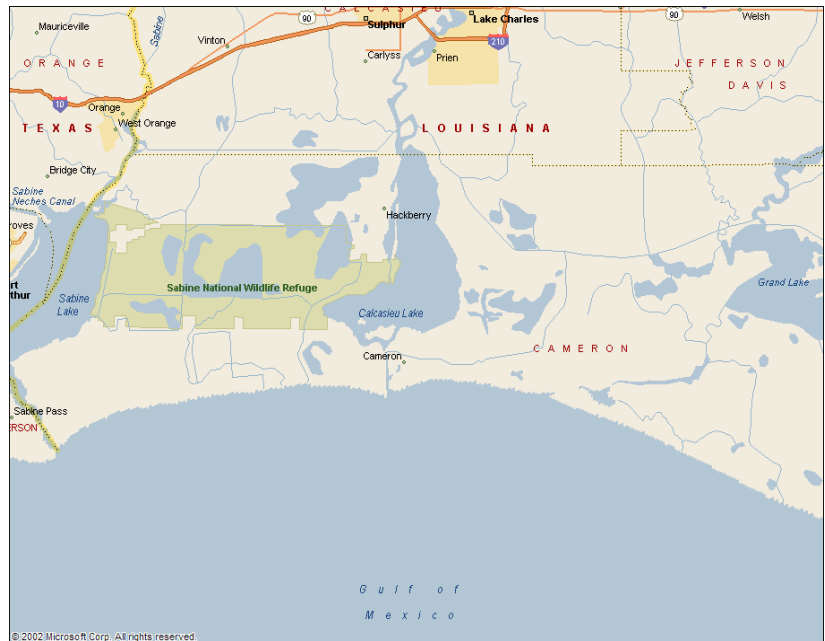 CALCASIEU
90
Lake Charles
90
Welsh
Mauriceville
Sabine
Sulphur
Vinton
210
Carlyss
Prien
ORANGE
JEFFERSON
DAVIS
10
Orange
West Orange
TEXAS
LOUISIANA
Bridge City
Sabine
Neches Canal
Hackberry
roves
rt
thur
Sabine National Wildlife Refuge
Grand Lake
Sabine
Lake
Calcasieu Lake
Cameron
CAMERON
Sabine Pass
ERSON
Gulf of
Mexico
© 2002 Microsoft Corp. All rights reserved.